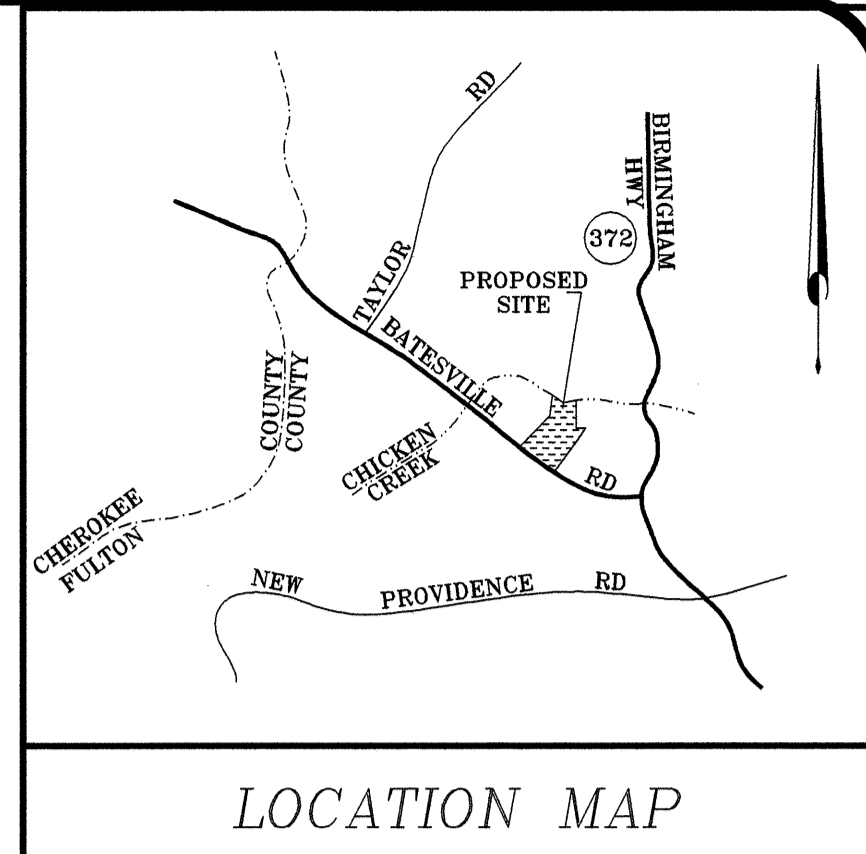 TAYLOR RD
BIRMINGHAM
HWY
372
PROPOSED
SITE
BATESVILLE RD
COUNTY
COUNTY
CHICKEN
CREEK
CHEROKEE
FULTON
NEW PROVIDENCE RD
LOCATION MAP